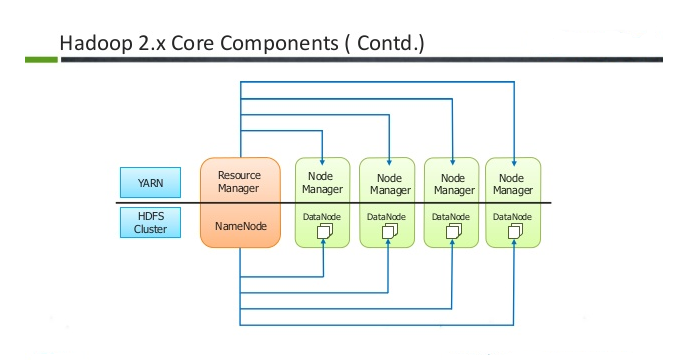 Hadoop 2.x Core Components ( Contd.)
YARN
Resource
Manager
Node
Manager
Node
Manager
Node
Manager
Node
Manager
HDFS
Cluster
NameNode
DataNode
DataNode
DataNode
DataNode